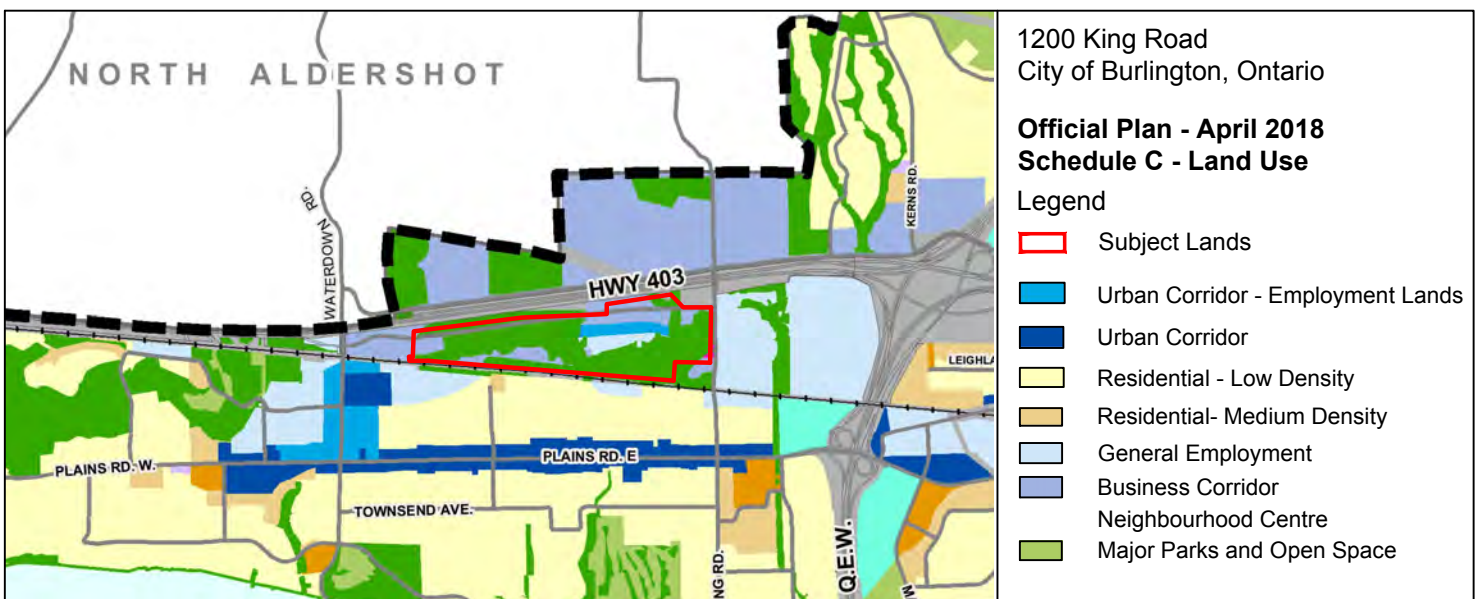 NORTH ALDERSHOT
WATERDOWN RD.
KERNS RD.
HWY 403
LEIGHLA
PLAINS RD. W.
PLAINS RD. E
TOWNSEND AVE.
NG RD.
Q.E.W.
M
1200 King Road
City of Burlington, Ontario
Official Plan - April 2018
Schedule C - Land Use
Legend
Subject Lands
Urban Corridor - Employment Lands
Urban Corridor
Residential - Low Density
Residential- Medium Density
General Employment
Business Corridor
Neighbourhood Centre
Major Parks and Open Space